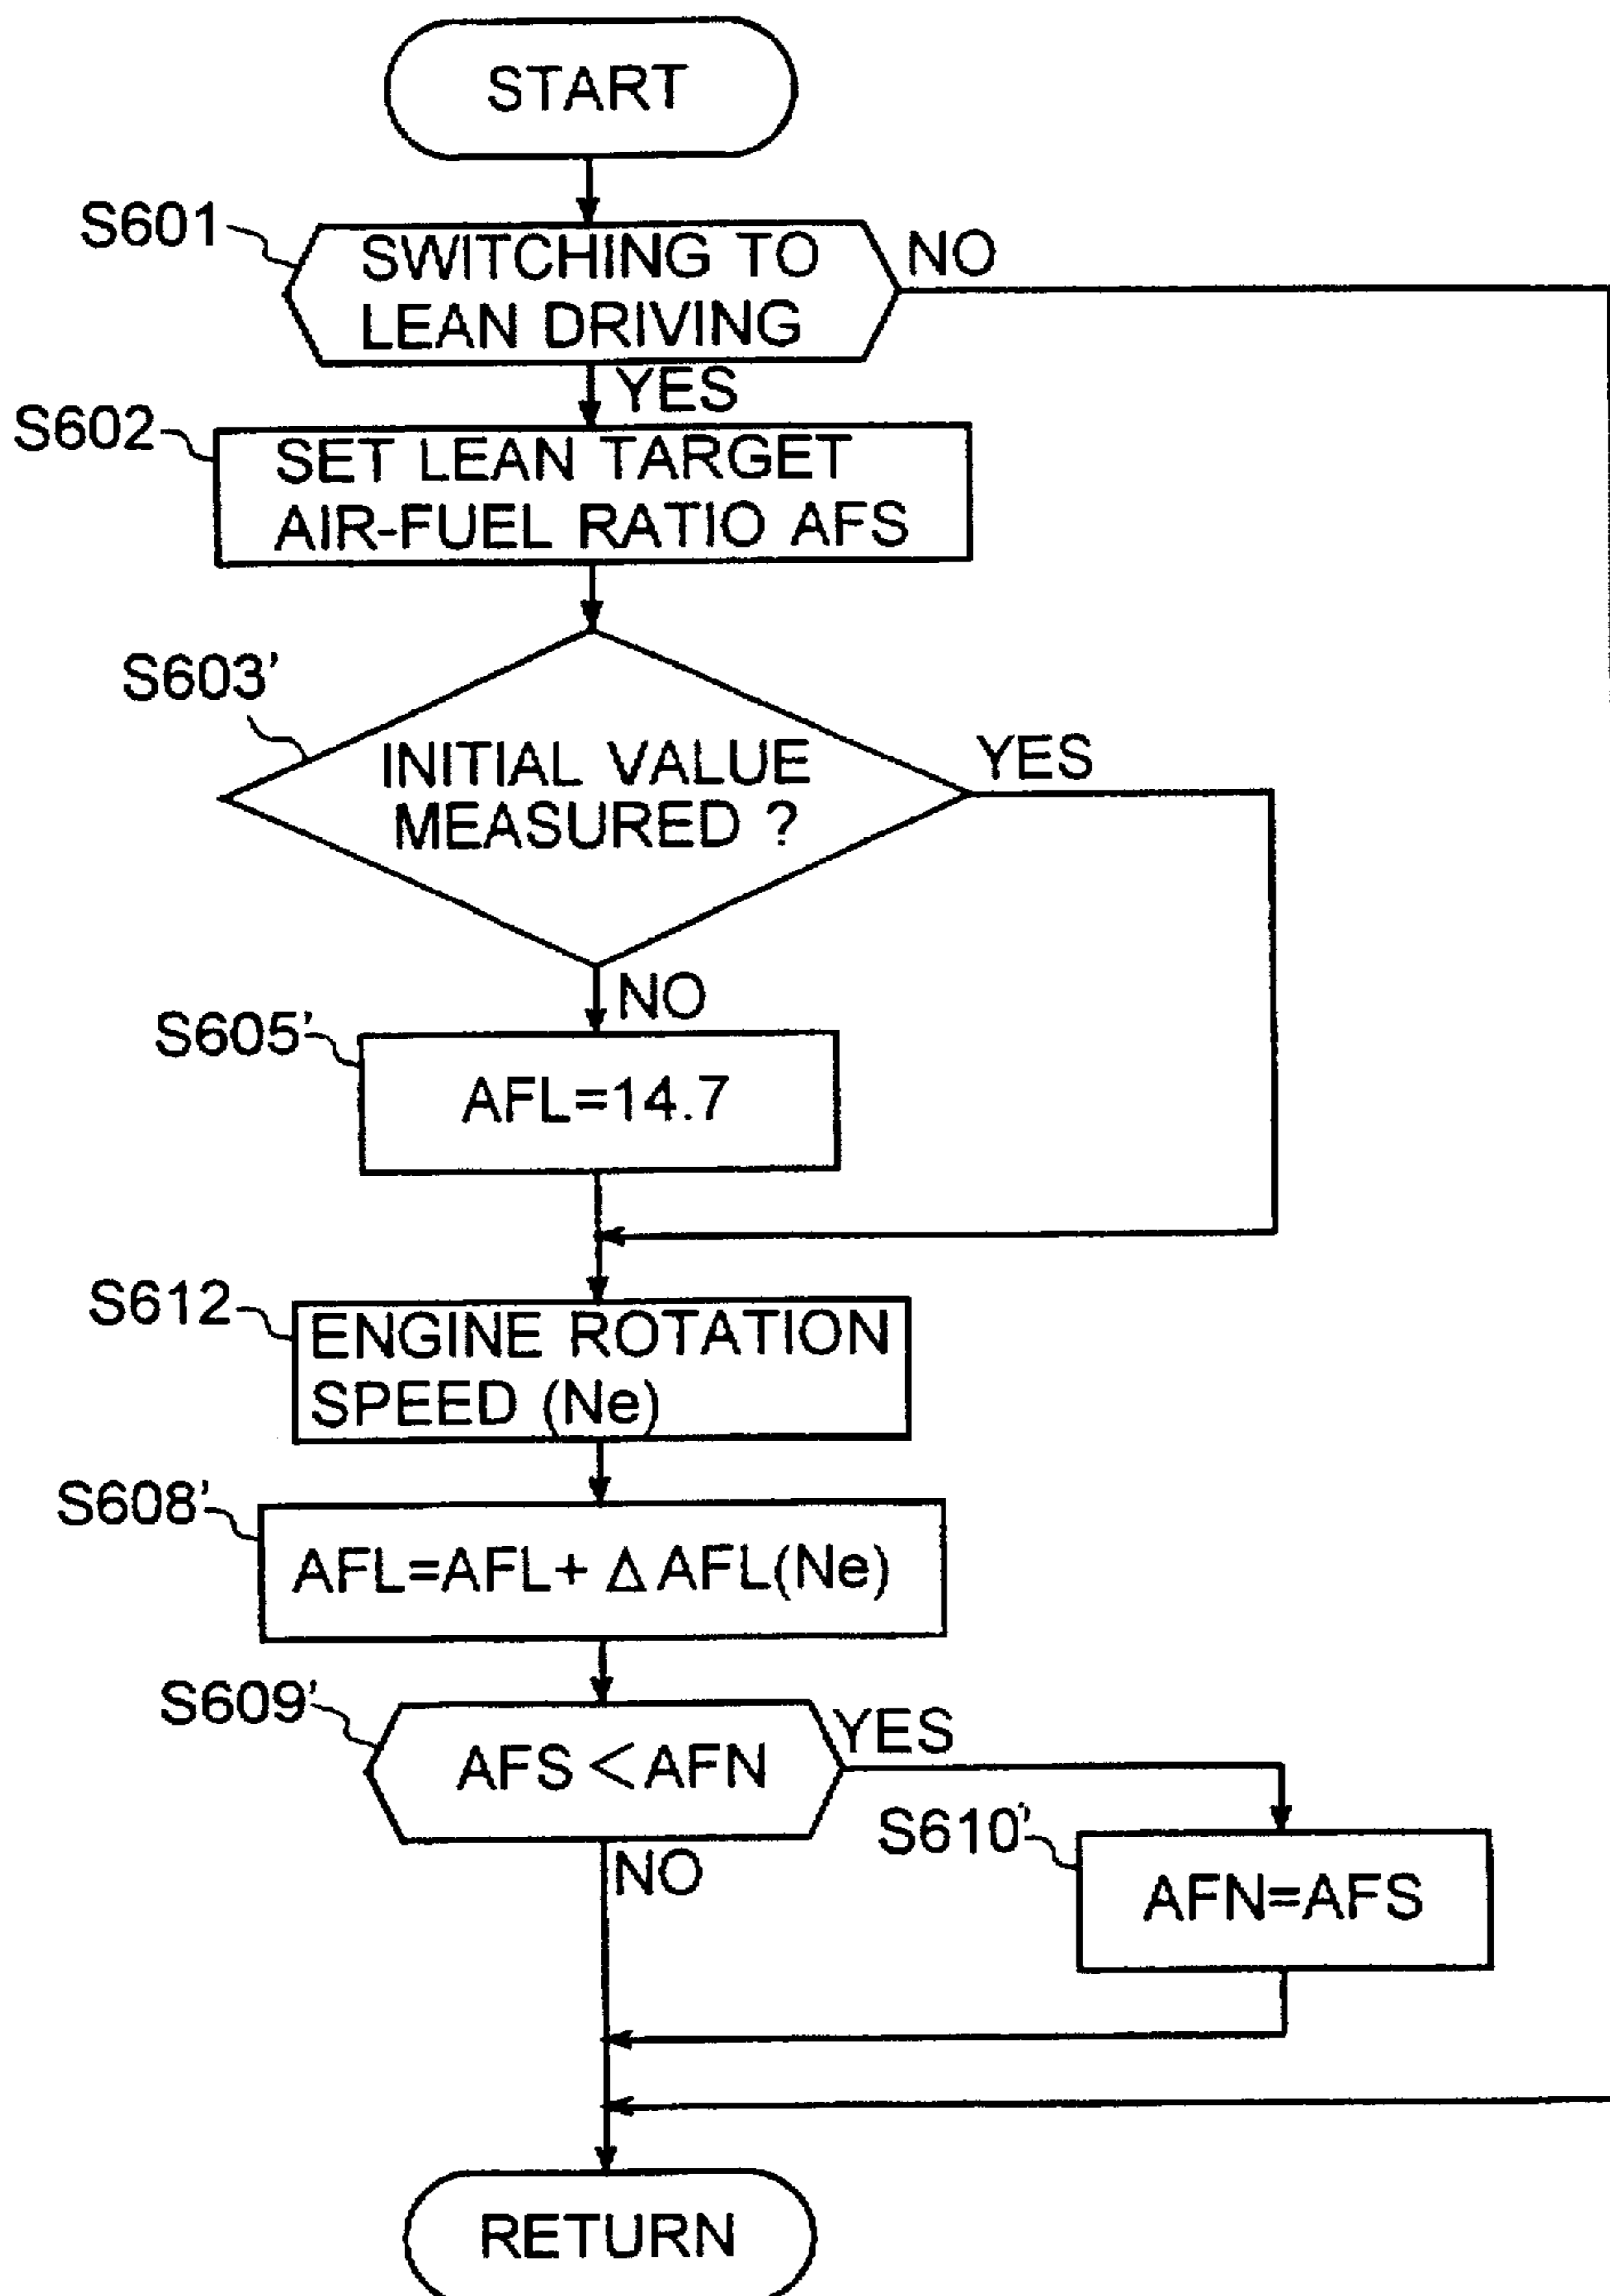 START
S601
SWITCHING TO
LEAN DRIVING
NO
YES
S602
SET LEAN TARGET
AIR-FUEL RATIO AFS
S603'
INITIAL VALUE
MEASURED ?
YES
NO
S605'
AFL=14.7
S612
ENGINE ROTATION
SPEED (Ne)
S608'
AFL=AFL+ Δ AFL(Ne)
S609'
AFS <AFN
YES
NO
S610'
AFN=AFS
RETURN